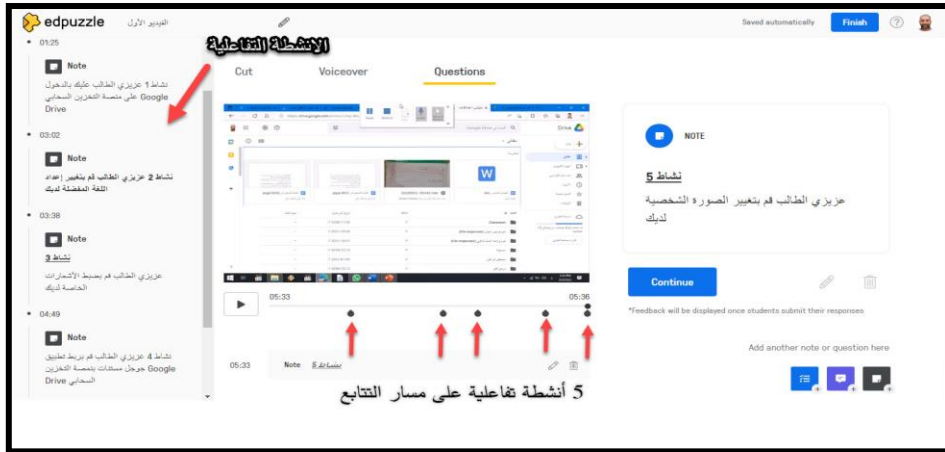 edpuzzle
الفيديو الأول
Saved automatically
Finish
?
01:25
Note
نشاط 1 عزيزي الطالب عليك بالدخول
على منصة التخزين السحابي Google
Drive
03:02
Note
نشاط 2 عزيزي الطالب قم بتغيير إعداد
اللغة المفضلة لديك
03:38
Note
نشاط 3
عزيزي الطالب قم بضبط الأشعارات
الخاصة لديك
04:49
Note
نشاط 4 عزيزي الطالب قم بربط تطبيق
جوجل مستندات بمنصة التخزين Google
السحابي Drive
الانشطة التفاعلية
Cut
Voiceover
Questions
Drive
W
05:33
05:36
05:33
Note
نشاط 5
5 أنشطة تفاعلية على مسار التتابع
NOTE
نشاط 5
عزيزي الطالب قم بتغيير الصورة الشخصية
لديك
Continue
*Feedback will be displayed once students submit their responses
Add another note or question here